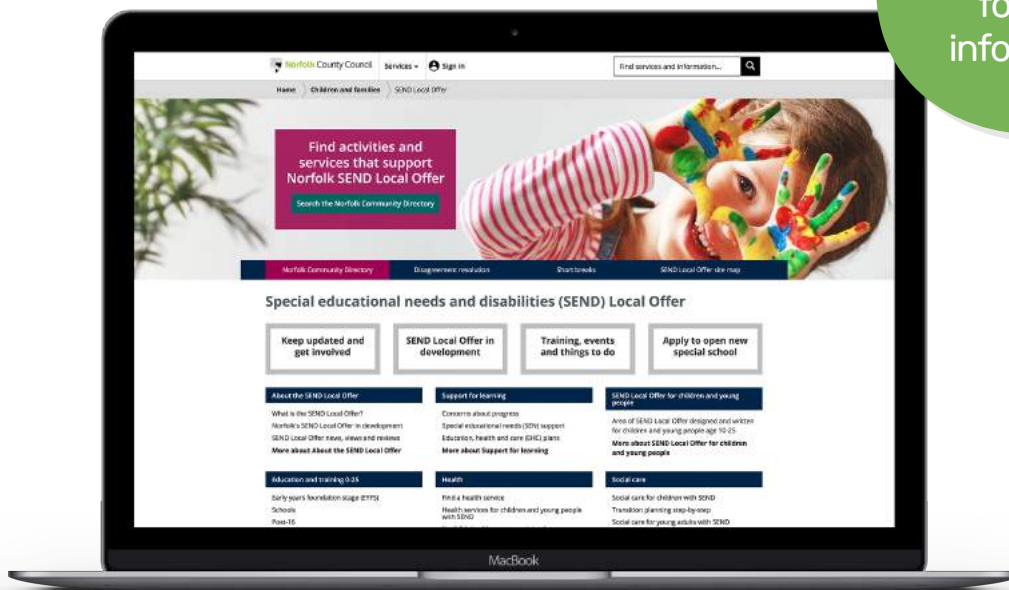 fo
info
Norfolk County Council
Services
Sign in
Find services and information...
Home
Children and families
SEND Local Offer
Find activities and
services that support
Norfolk SEND Local Offer
Search the Norfolk Community Directory
Norfolk Community Directory
Disagreement resolution
Short breaks
SEND Local Offer site map
Special educational needs and disabilities (SEND) Local Offer
Keep updated and
get involved
SEND Local Offer in
development
Training, events
and things to do
Apply to open new
special school
About the SEND Local Offer
What is the SEND Local Offer?
Norfolk's SEND Local Offer in development
SEND Local Offer news, views and reviews
More about About the SEND Local Offer
Support for learning
Concerns about progress
Special educational needs (SEN) support
Education, health and care (EHC) plans
More about Support for learning
SEND Local Offer for children and young
people
Area of SEND Local Offer designed and written
for children and young people age 10-25
More about SEND Local Offer for children
and young people
Education and training 0-25
Early years foundation stage (EYFS)
Schools
Post-16
Health
Find a health service
Health services for children and young people
with SEND
Social care
Social care for children with SEND
Transition planning step-by-step
Social care for young adults with SEND
MacBook